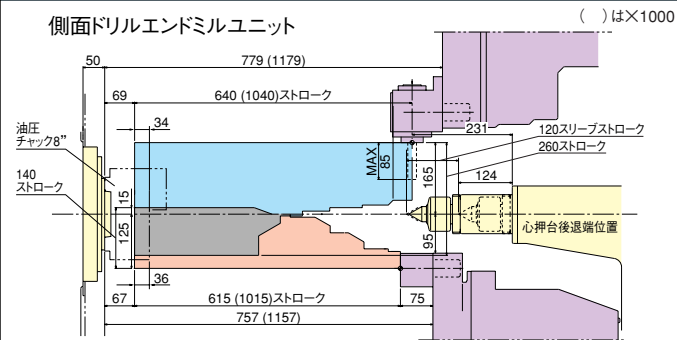 側面ドリルエンドミルユニット
（　）は×1000
50
779 (1179)
69
640 (1040)ストローク
34
231
120スリーブストローク
260ストローク
油圧
チャック8”
MAX
85
165
124
140
ストローク
15
125
95
心押台後退端位置
36
67
615 (1015)ストローク
75
757 (1157)